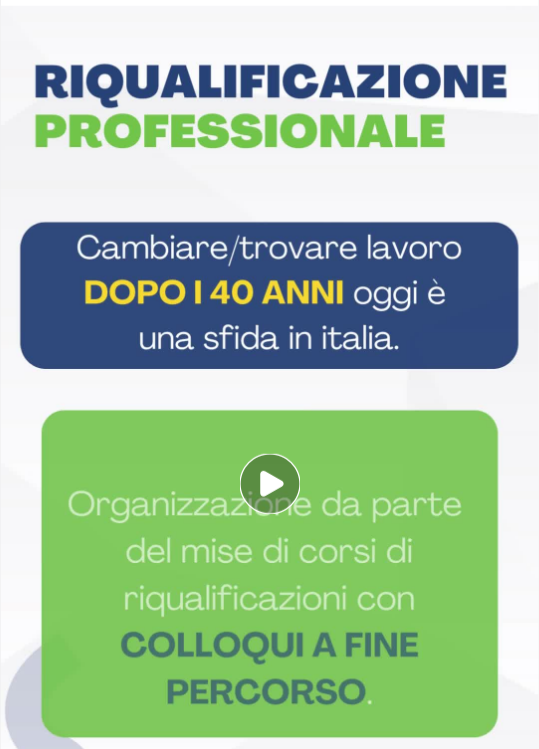 RIQUALIFICAZIONE
PROFESSIONALE
Cambiare/trovare lavoro
DOPO I 40 ANNI oggi è
una sfida in italia.
Organizzazione da parte
del mise di corsi di
riqualificazioni con
COLLOQUI A FINE
PERCORSO.